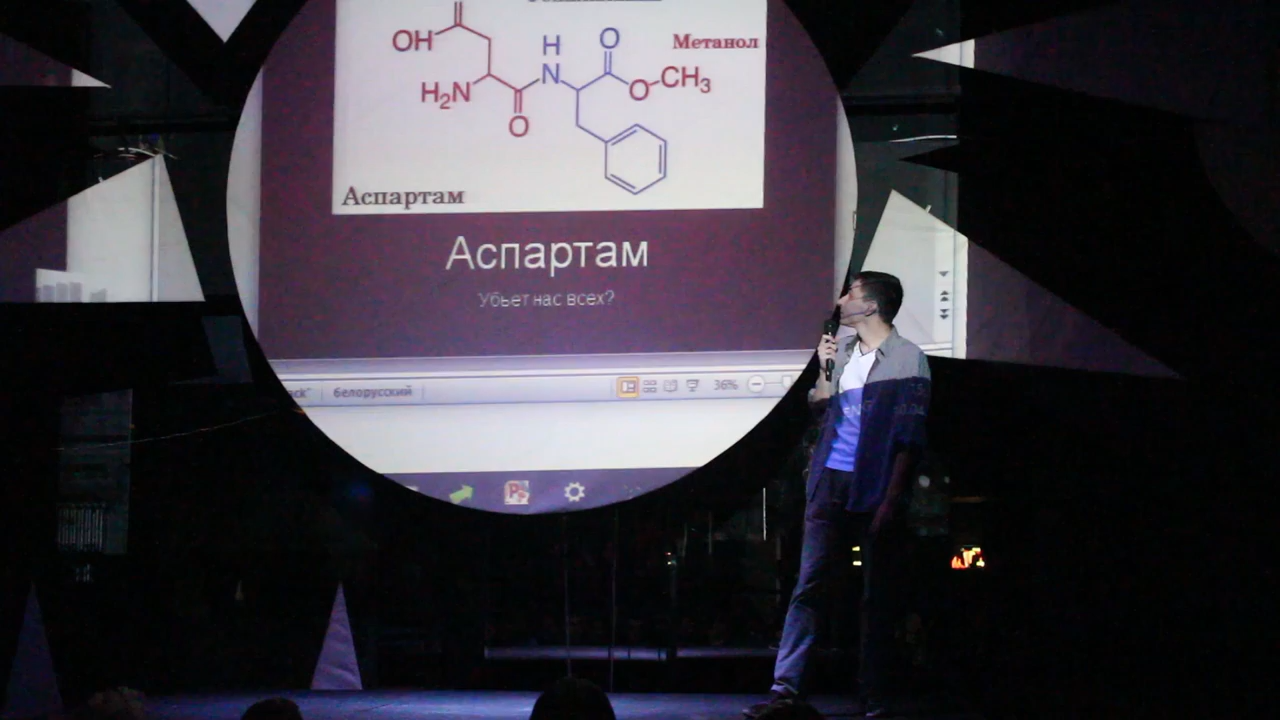 OH
H
N
O
Метанол
O
CH3
H2N
O
Аспартам
Аспартам
Убьет нас всех?
белорусский
36%